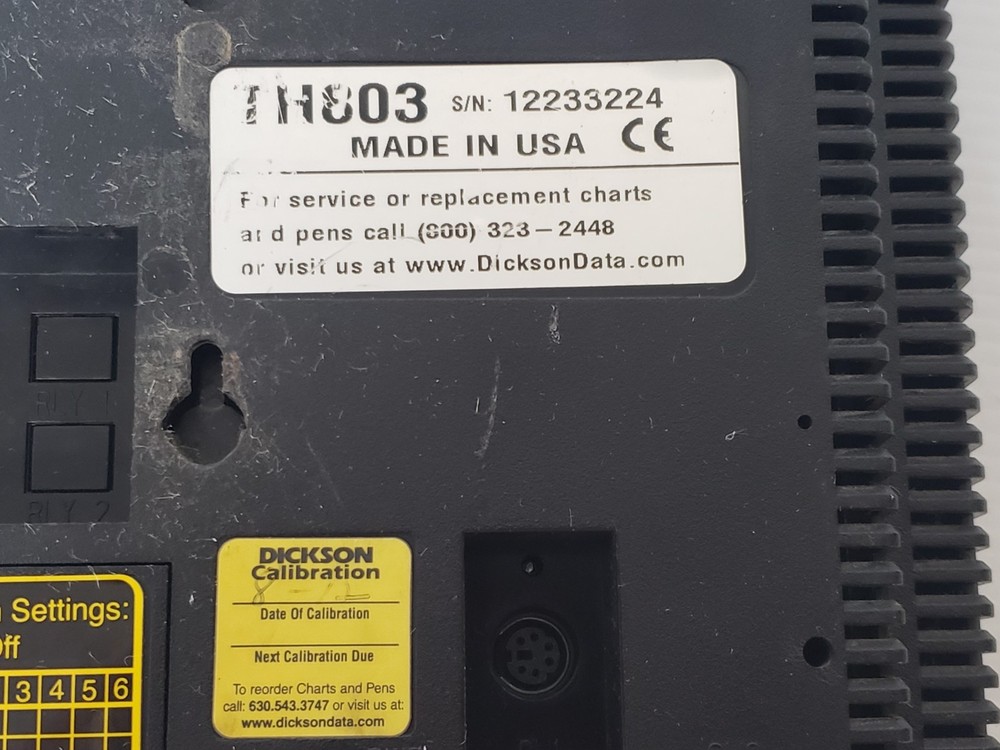 TH803 S/N: 12233224
MADE IN USA CE
For service or replacement charts
and pens call (800) 323-2448
or visit us at www.DicksonData.com
RLY 1
RLY 2
Settings:
Off
3 4 5 6
DICKSON
Calibration
Date Of Calibration
Next Calibration Due
To reorder Charts and Pens
call: 630.543.3747 or visit us at:
www.dicksondata.com